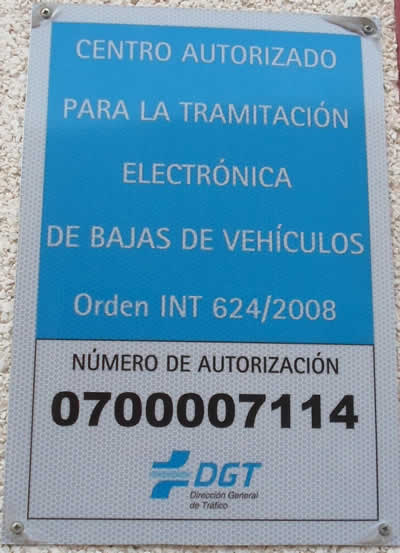 CENTRO AUTORIZADO
PARA LA TRAMITACIÓN
ELECTRÓNICA
DE BAJAS DE VEHÍCULOS
Orden INT 624/2008
NÚMERO DE AUTORIZACIÓN
0700007114
DGT
Dirección General
de Tráfico